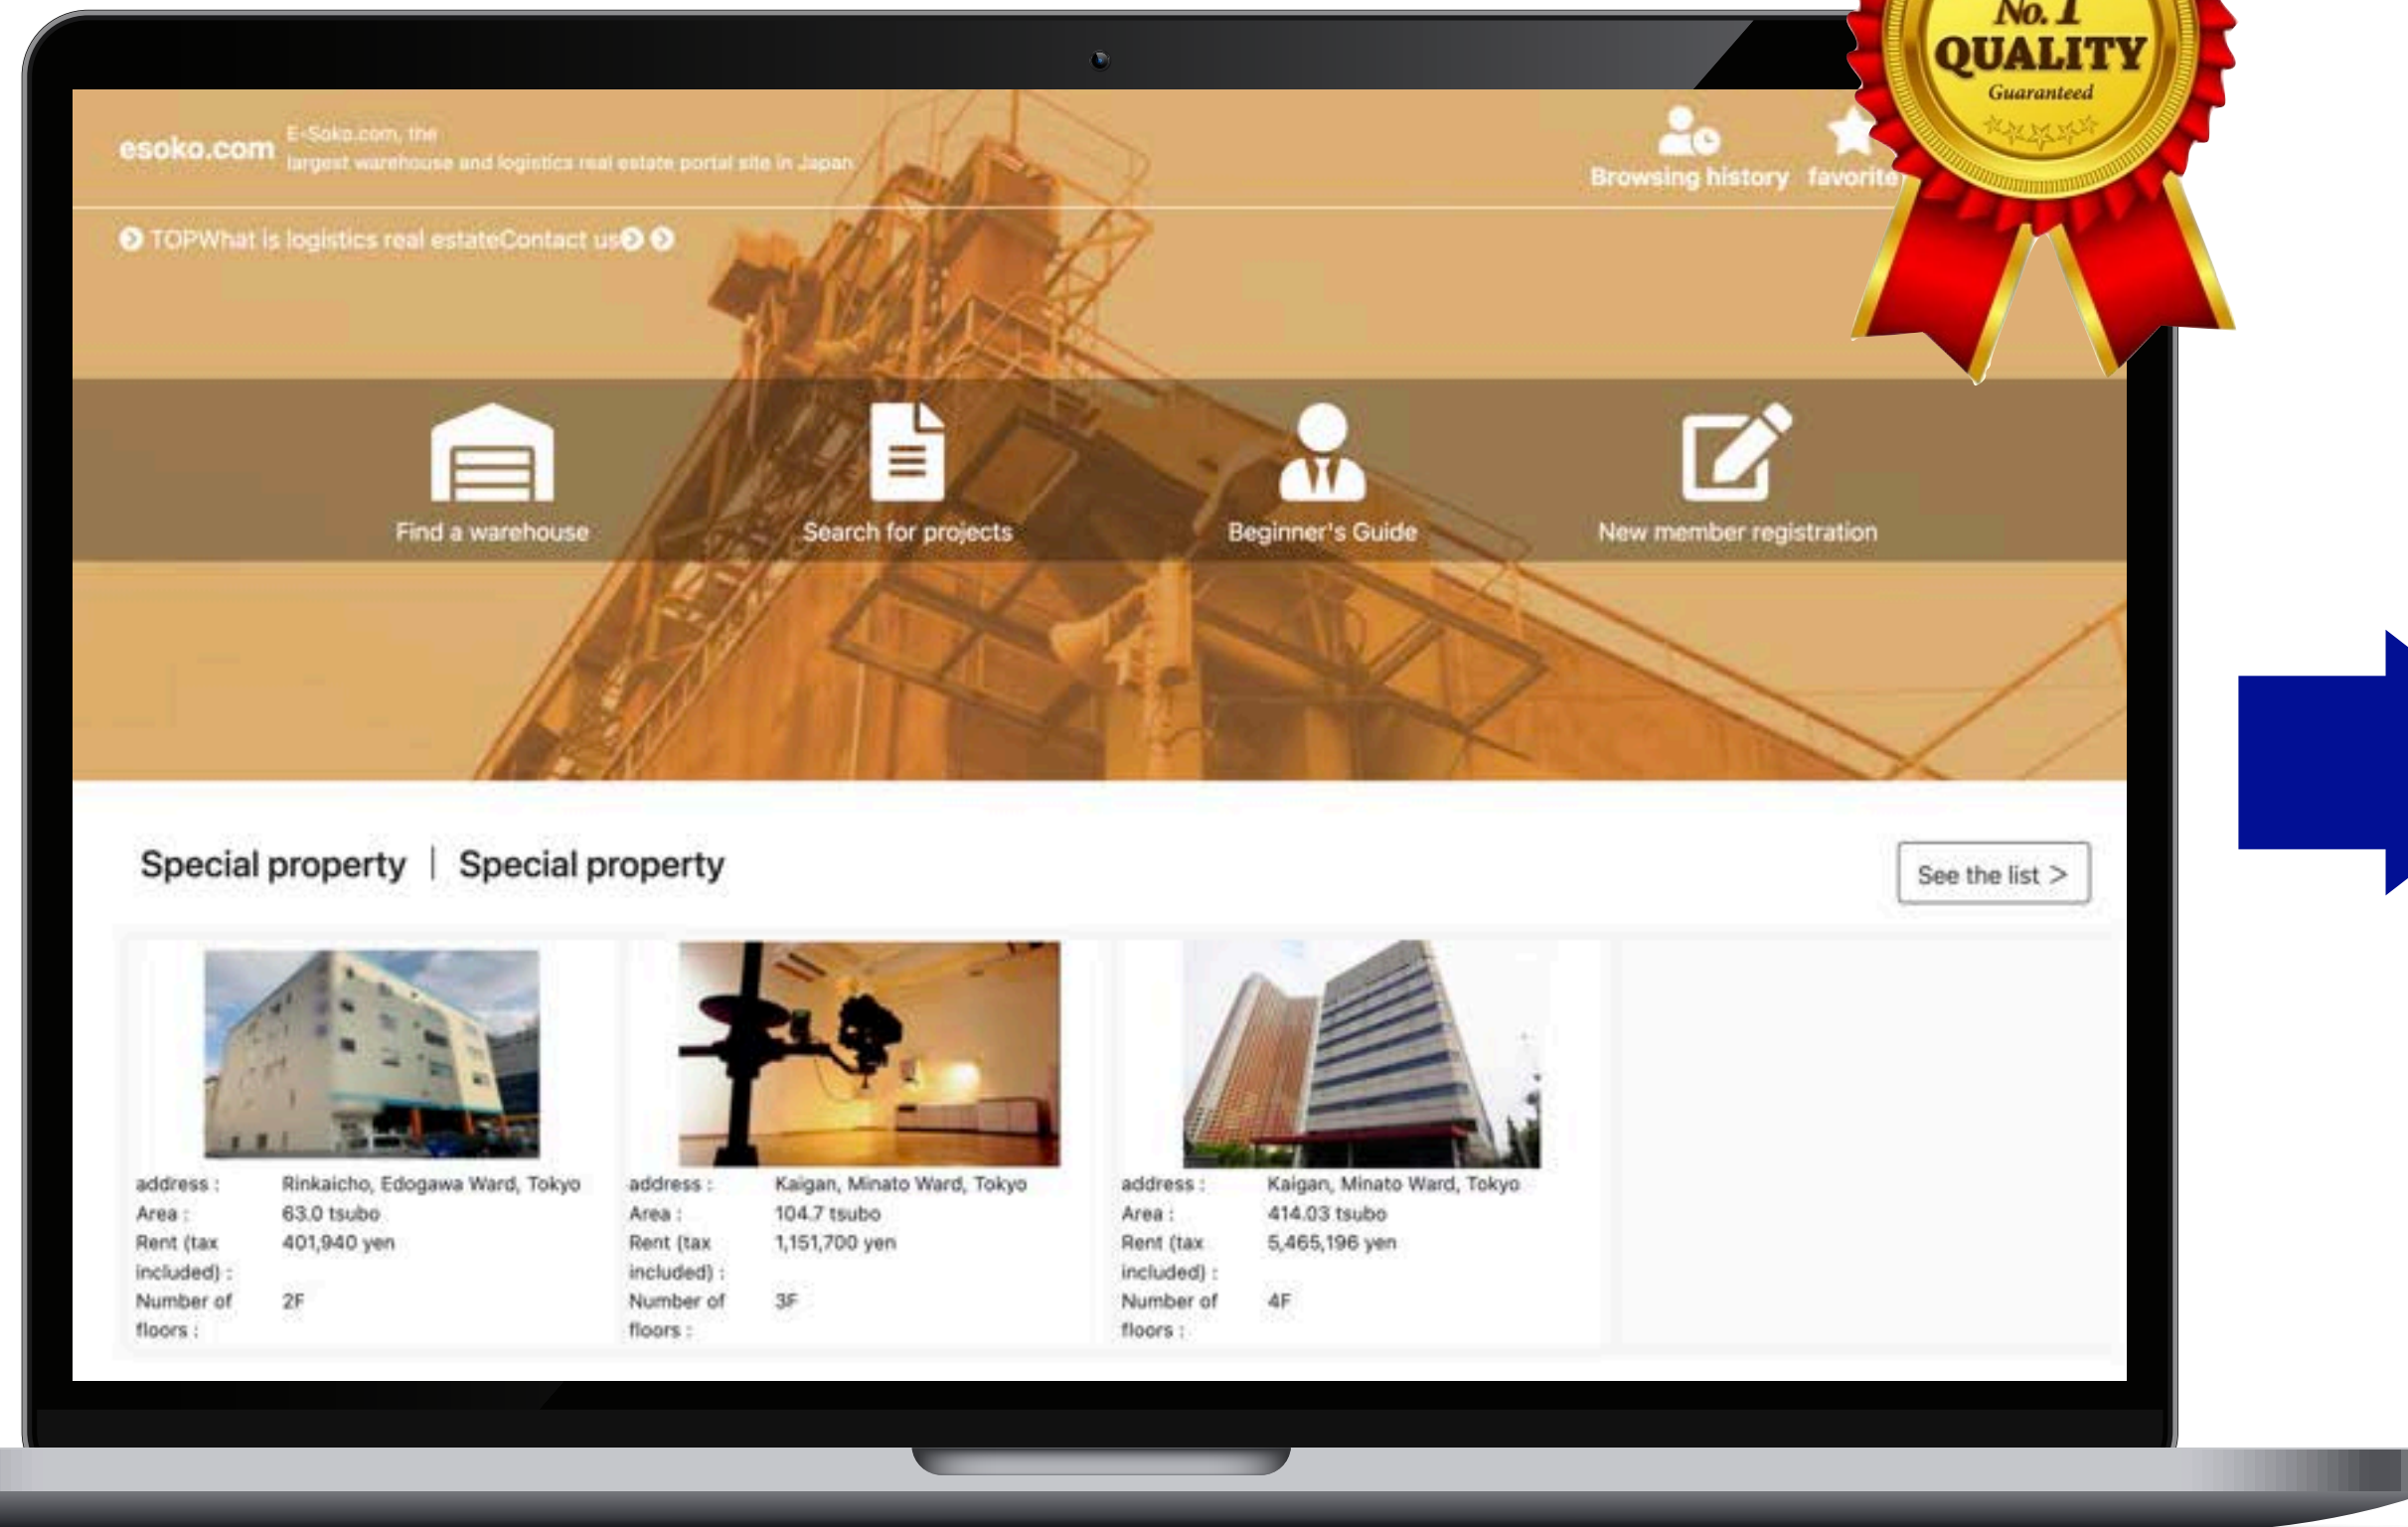 No. 1
QUALITY
Guaranteed
esoko.com
E-Soko.com, the
largest warehouse and logistics real estate portal site in Japan.
Browsing history
favorite
TOPWhat is logistics real estateContact us
Find a warehouse
Search for projects
Beginner's Guide
New member registration
Special property | Special property
See the list >
address : Rinkaicho, Edogawa Ward, Tokyo
Area : 63.0 tsubo
Rent (tax 401,940 yen
included) :
Number of 2F
floors :
address : Kaigan, Minato Ward, Tokyo
Area : 104.7 tsubo
Rent (tax 1,151,700 yen
included) :
Number of 3F
floors :
address : Kaigan, Minato Ward, Tokyo
Area : 414.03 tsubo
Rent (tax 5,465,196 yen
included) :
Number of 4F
floors :